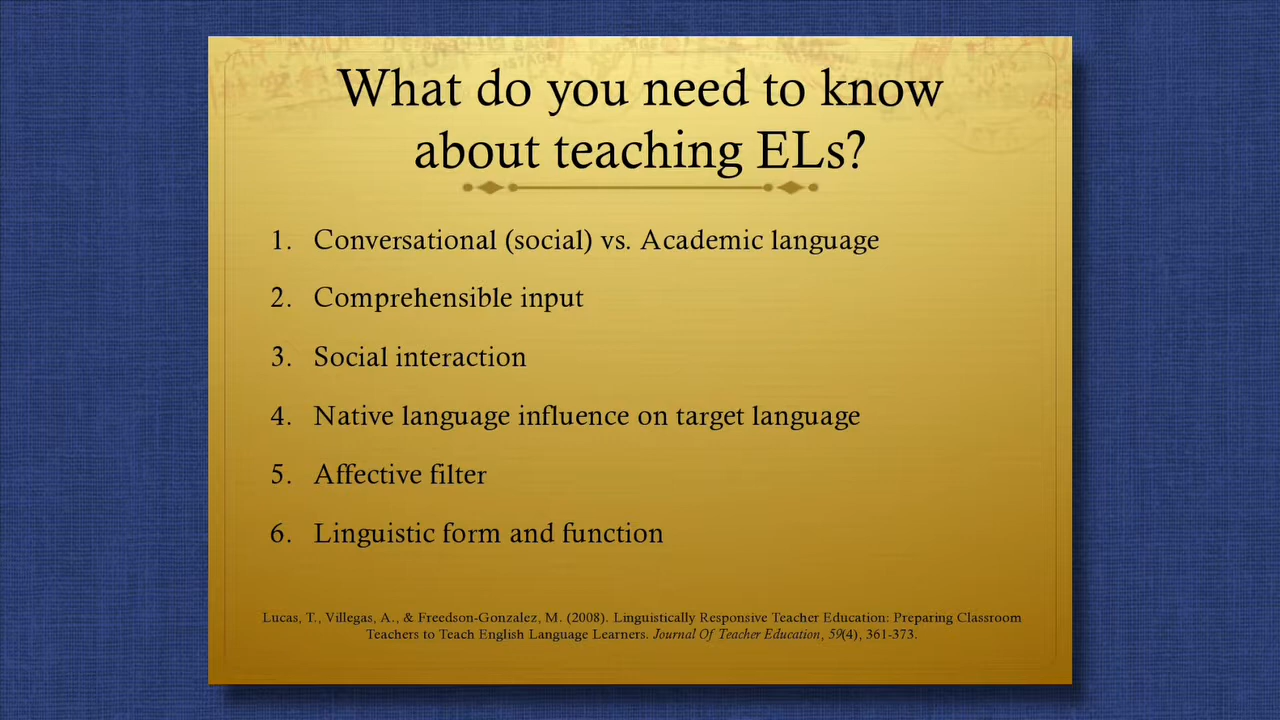 What do you need to know
about teaching ELs?
1. Conversational (social) vs. Academic language
2. Comprehensible input
3. Social interaction
4. Native language influence on target language
5. Affective filter
6. Linguistic form and function
Lucas, T., Villegas, A., & Freedson-Gonzalez, M. (2008). Linguistically Responsive Teacher Education: Preparing Classroom
Teachers to Teach English Language Learners. Journal Of Teacher Education, 59(4), 361-373.